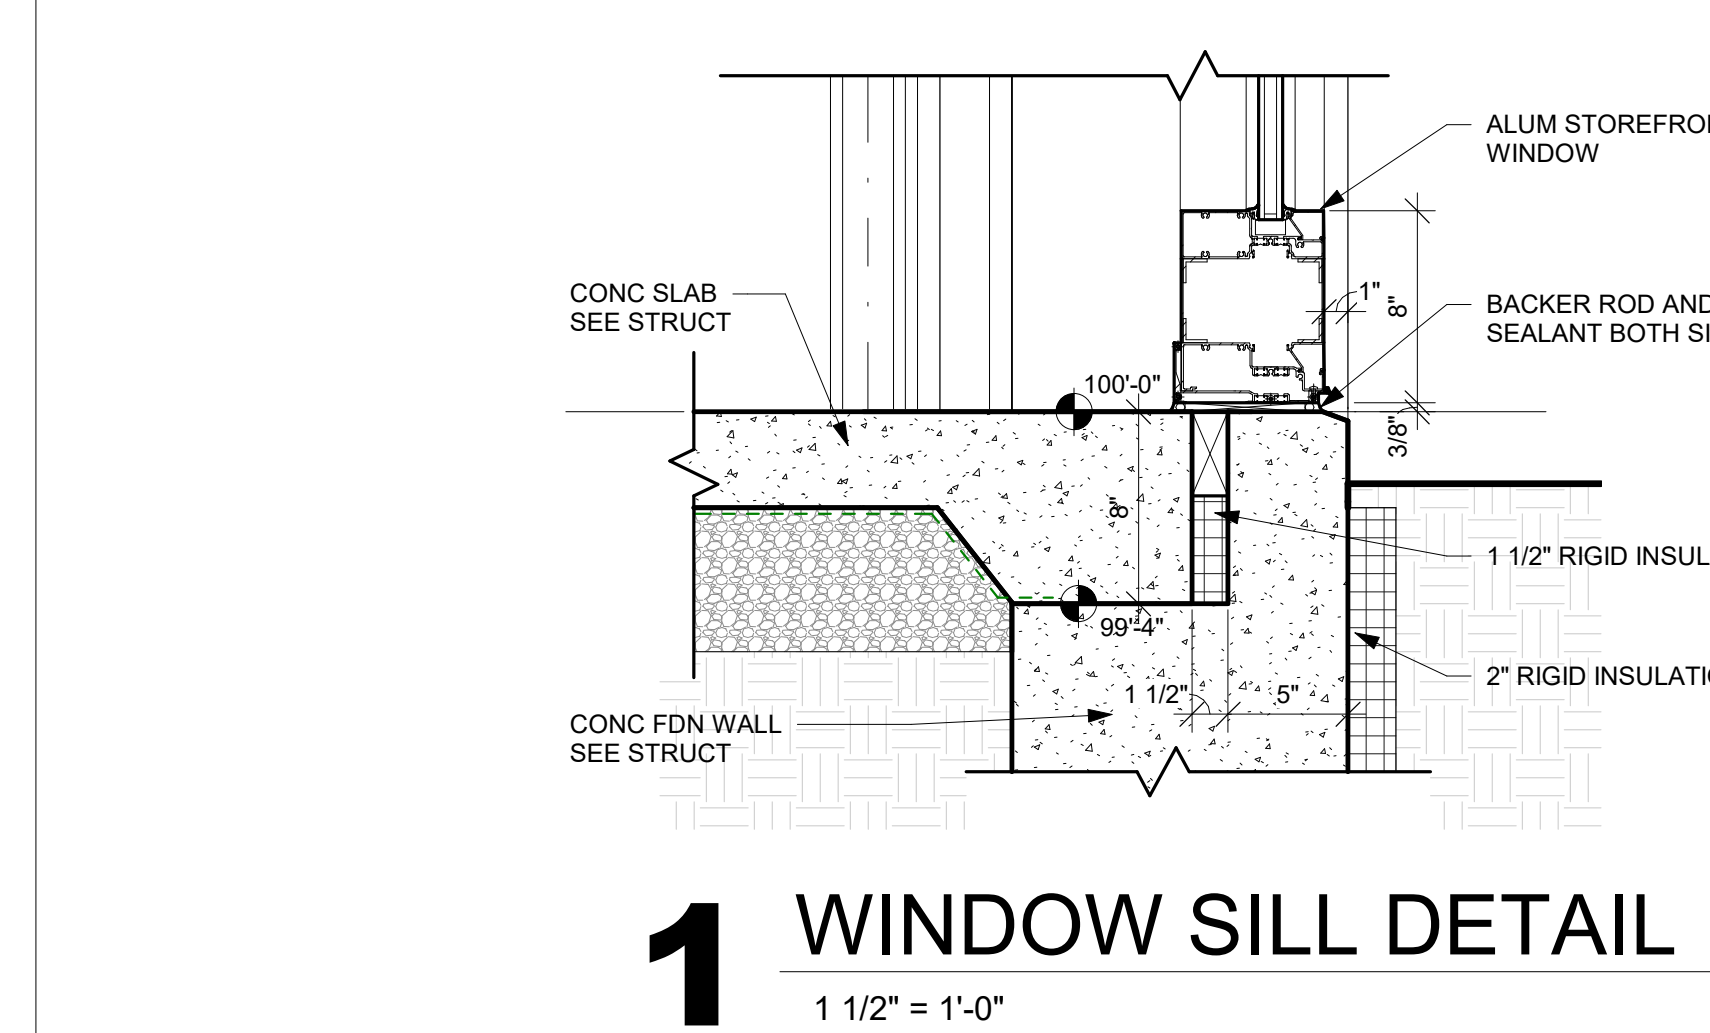 ALUM STOREFRO
WINDOW
CONC SLAB
SEE STRUCT
1"
8"
BACKER ROD AND
SEALANT BOTH SI
100'-0"
3/8"
8"
1 1/2" RIGID INSUL
99'-4"
1 1/2"
5"
2" RIGID INSULATI
CONC FDN WALL
SEE STRUCT
1
WINDOW SILL DETAIL
1 1/2" = 1'-0"